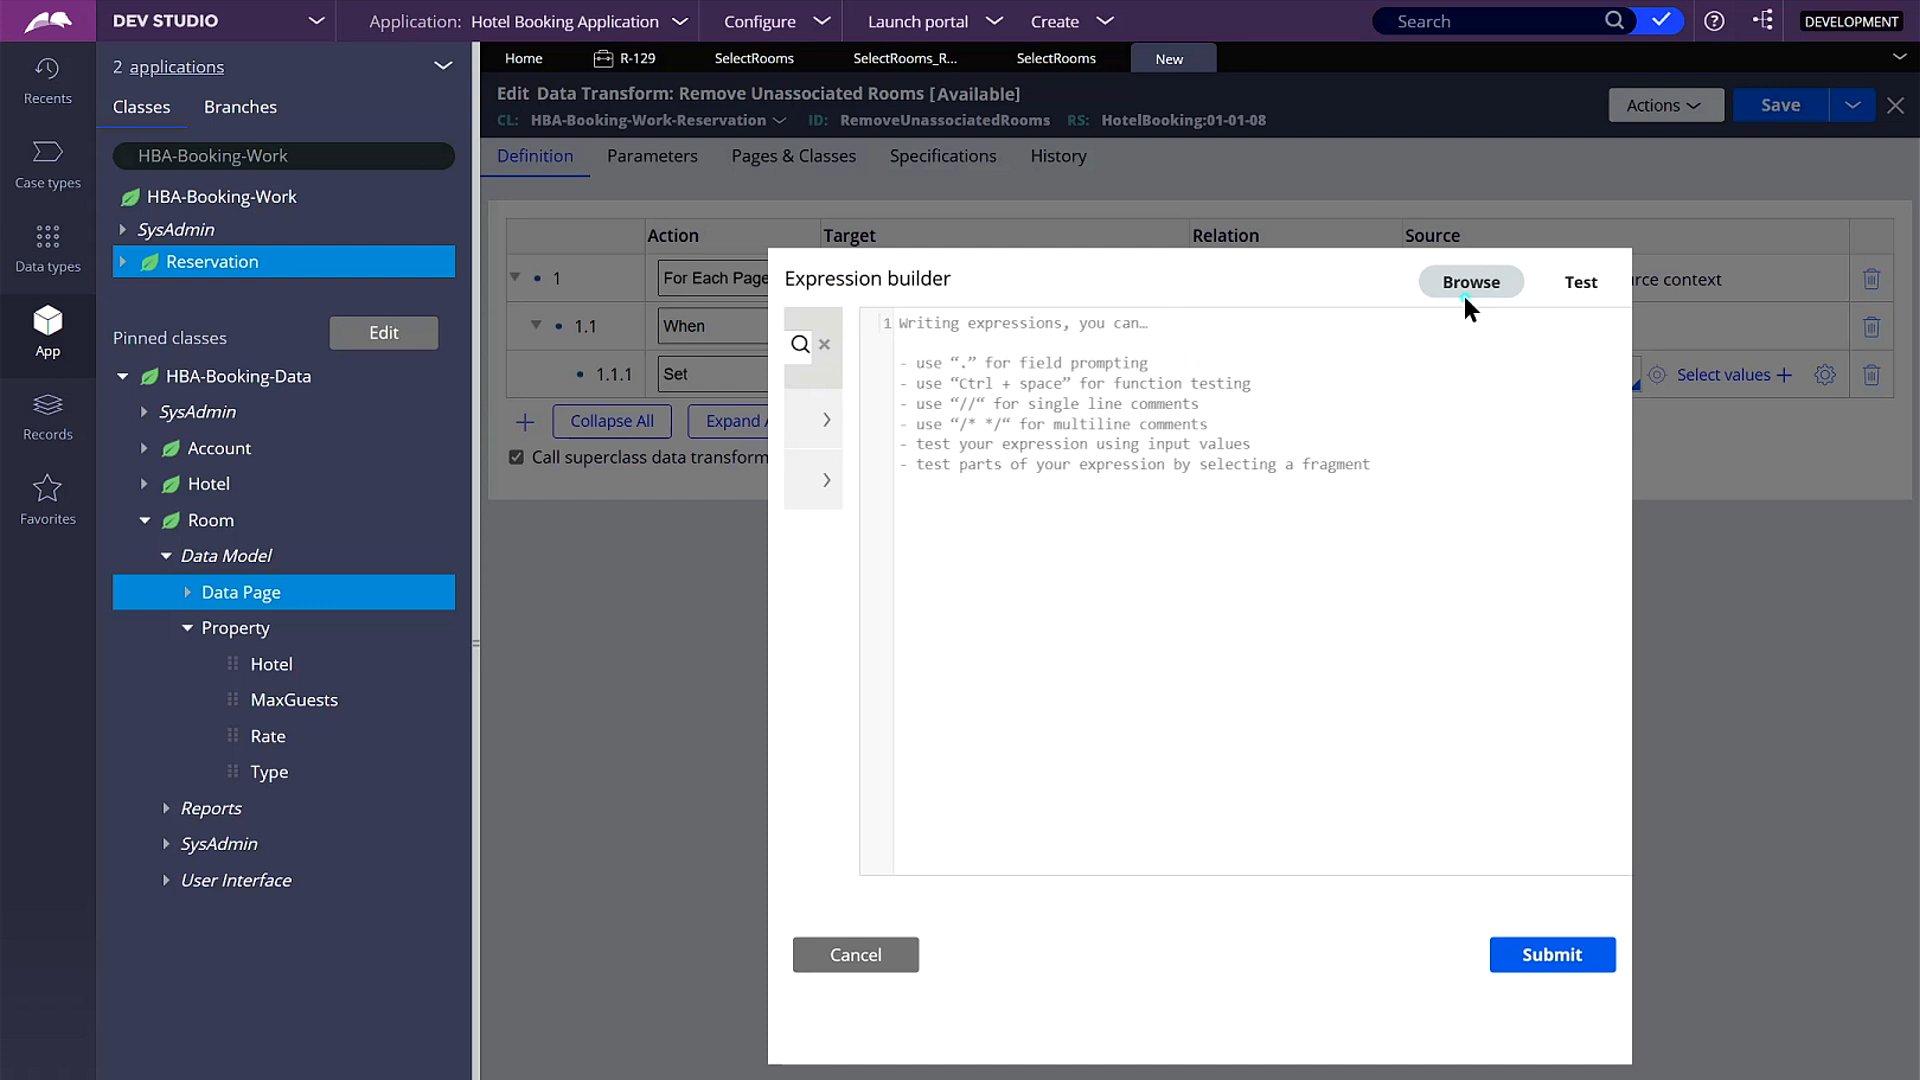 DEV STUDIO
Application: Hotel Booking Application
Configure
Launch portal
Create
Search
DEVELOPMENT
Recents
Case types
Data types
App
Records
Favorites
2 applications
Classes
Branches
HBA-Booking-Work
HBA-Booking-Work
SysAdmin
Reservation
Pinned classes
Edit
HBA-Booking-Data
SysAdmin
Account
Hotel
Room
Data Model
Data Page
Property
Hotel
MaxGuests
Rate
Type
Reports
SysAdmin
User Interface
Home
R-129
SelectRooms
SelectRooms_R...
SelectRooms
New
Edit Data Transform: Remove Unassociated Rooms [Available]
CL: HBA-Booking-Work-Reservation ID: RemoveUnassociatedRooms RS: HotelBooking:01-01-08
Actions
Save
Definition
Parameters
Pages & Classes
Specifications
History
Action
Target
Relation
Source
1
For Each Page
rce context
1.1
When
1.1.1
Set
Select values
Collapse All
Expand A
Call superclass data transform
Expression builder
Browse
Test
1 Writing expressions, you can…
- use “.” for field prompting
- use “Ctrl + space” for function testing
- use “//“ for single line comments
- use “/* */“ for multiline comments
- test your expression using input values
- test parts of your expression by selecting a fragment
Cancel
Submit